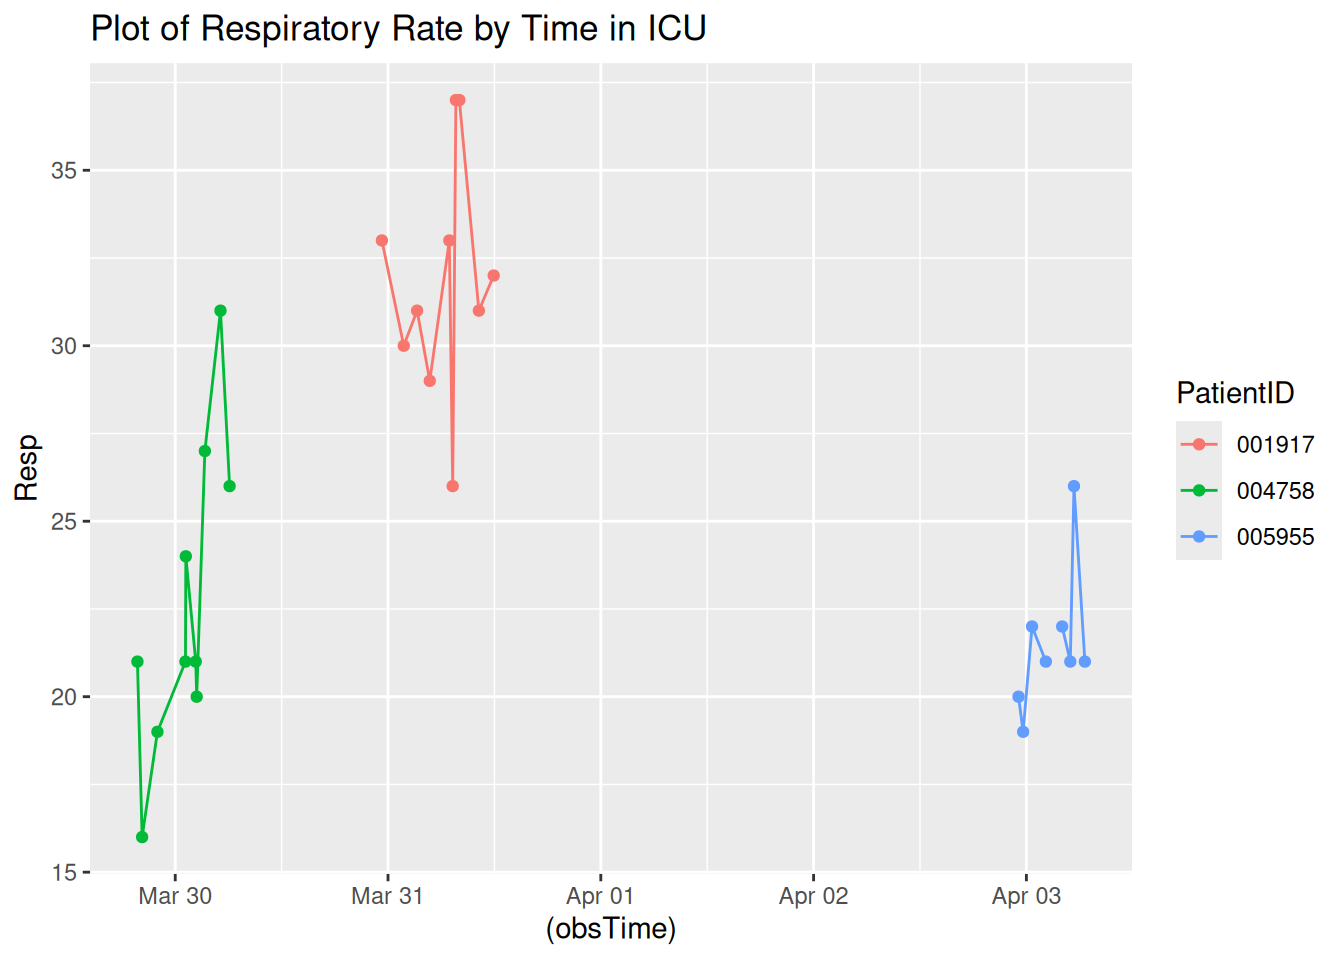 Plot of Respiratory Rate by Time in ICU
35
30
25
20
15
Resp
Mar 30
Mar 31
Apr 01
Apr 02
Apr 03
(obsTime)
PatientID
001917
004758
005955